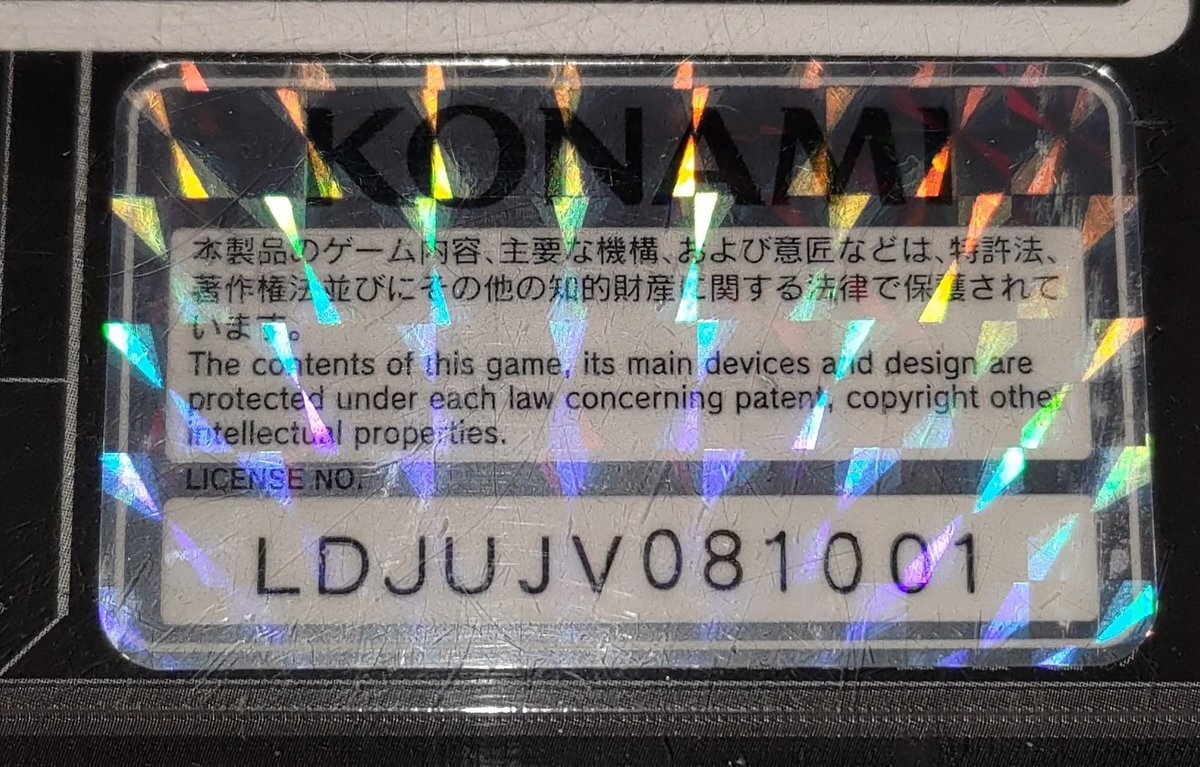 KONAMI
本製品のゲーム内容、主要な機構、および意匠などは、特許法、
著作権法並びにその他の知的財産に関する法律で保護されて
います。
The contents of this game, its main devices and design are
protected under each law concerning patent, copyright other
intellectual properties.
LICENSE NO.
LDJUJV081001